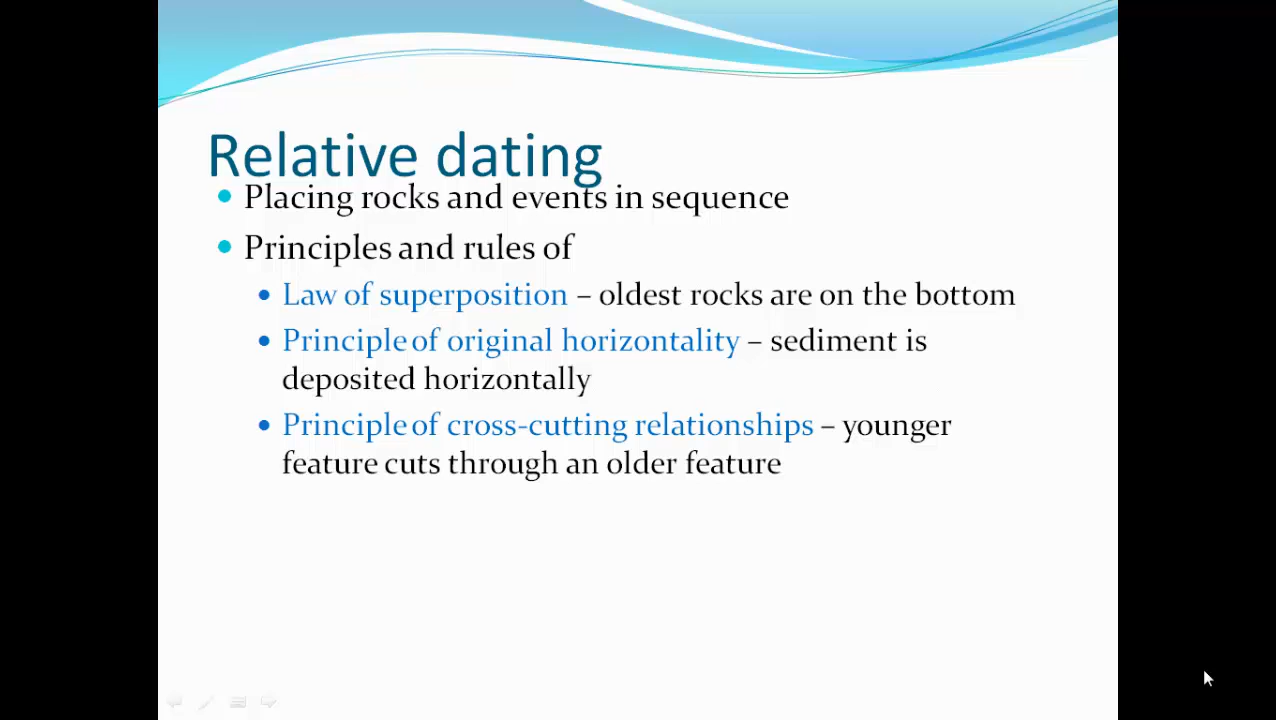 Relative dating
• Placing rocks and events in sequence
• Principles and rules of
• Law of superposition – oldest rocks are on the bottom
• Principle of original horizontality – sediment is
deposited horizontally
• Principle of cross-cutting relationships – younger
feature cuts through an older feature